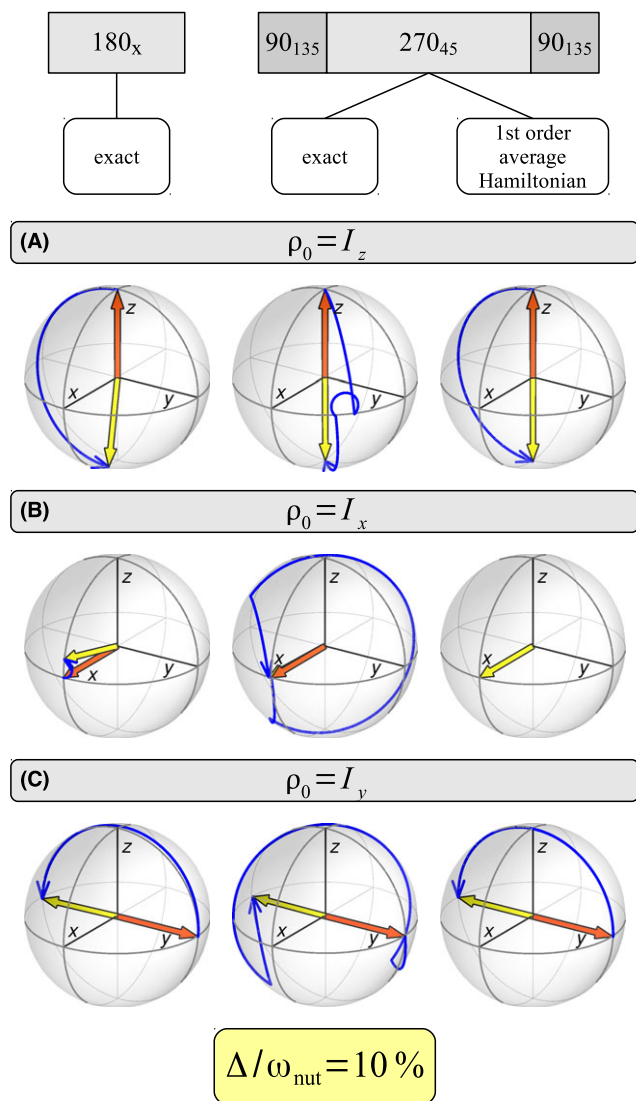 180x 90135 27045 90135
exact exact 1st order
average
Hamiltonian
(A) ρ0 = Iz
z z z
x y x y x y
(B) ρ0 = Ix
z z z
x y x y x y
(C) ρ0 = Iy
z z z
x y x y x y
Δ/ωnut = 10 %